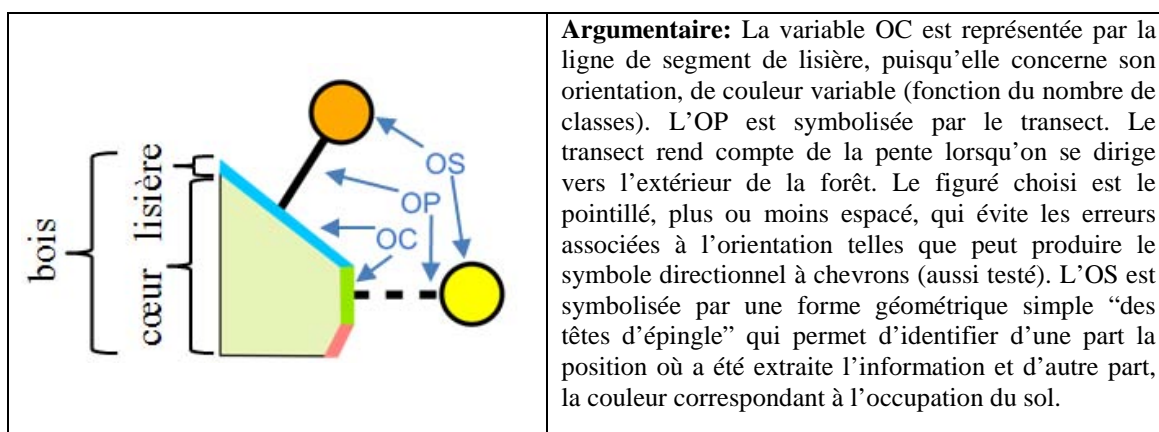 bois
lisière
cœur
OS
OP
OC
Argumentaire: La variable OC est représentée par la
ligne de segment de lisière, puisqu'elle concerne son
orientation, de couleur variable (fonction du nombre de
classes). L'OP est symbolisée par le transect. Le
transect rend compte de la pente lorsqu'on se dirige
vers l'extérieur de la forêt. Le figuré choisi est le
pointillé, plus ou moins espacé, qui évite les erreurs
associées à l'orientation telles que peut produire le
symbole directionnel à chevrons (aussi testé). L'OS est
symbolisée par une forme géométrique simple “des
têtes d'épingle” qui permet d'identifier d'une part la
position où a été extraite l'information et d'autre part,
la couleur correspondant à l'occupation du sol.